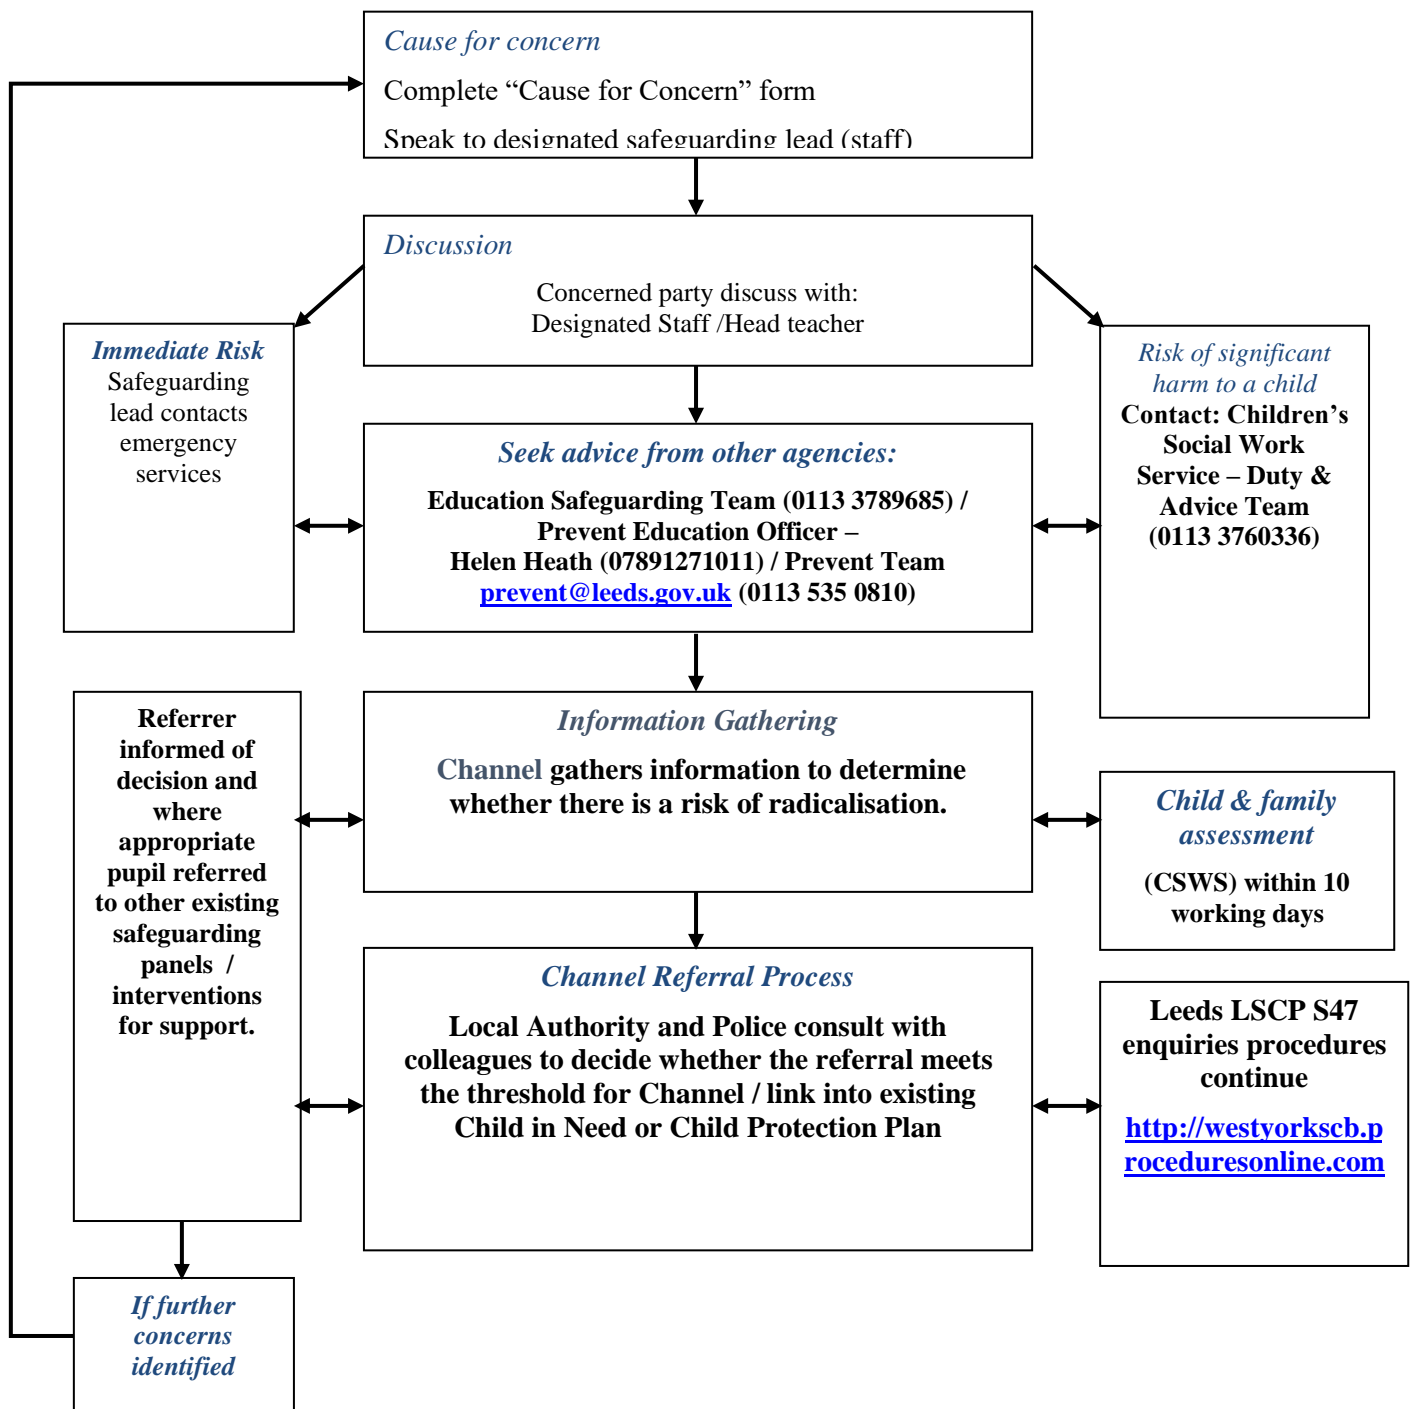 Cause for concern
Complete “Cause for Concern” form
Speak to designated safeguarding lead (staff)
Discussion
Concerned party discuss with:
Designated Staff /Head teacher
Immediate Risk
Safeguarding
lead contacts
emergency
services
Risk of significant
harm to a child
Contact: Children’s
Social Work
Service – Duty &
Advice Team
(0113 3760336)
Seek advice from other agencies:
Education Safeguarding Team (0113 3789685) /
Prevent Education Officer –
Helen Heath (07891271011) / Prevent Team
prevent@leeds.gov.uk (0113 535 0810)
Referrer
informed of
decision and
where
appropriate
pupil referred
to other existing
safeguarding
panels /
interventions
for support.
Information Gathering
Channel gathers information to determine
whether there is a risk of radicalisation.
Child & family
assessment
(CSWS) within 10
working days
Channel Referral Process
Local Authority and Police consult with
colleagues to decide whether the referral meets
the threshold for Channel / link into existing
Child in Need or Child Protection Plan
Leeds LSCP S47
enquiries procedures
continue
http://westyorkscb.p
roceduresonline.com
If further
concerns
identified